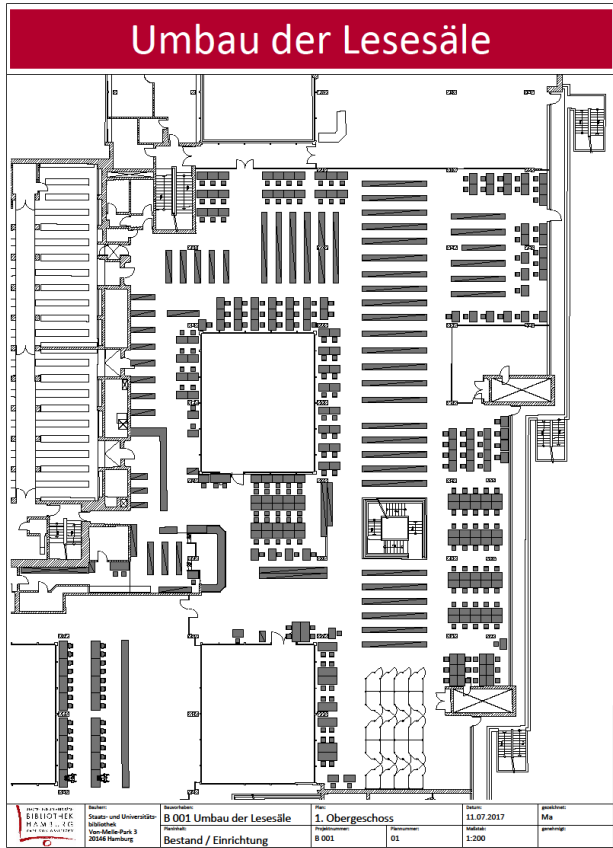 Umbau der Lesesäle
BIBLIOTHEK
HAMBURG
Bauherr:
Staats- und Universitäts-
bibliothek
Von-Melle-Park 3
20146 Hamburg
Bauvorhaben:
B 001 Umbau der Lesesäle
Planinhalt:
Bestand / Einrichtung
Plan:
1. Obergeschoss
Projektnummer:
B 001
Plannummer:
01
Datum:
11.07.2017
Maßstab:
1:200
gezeichnet:
Ma
genehmigt: